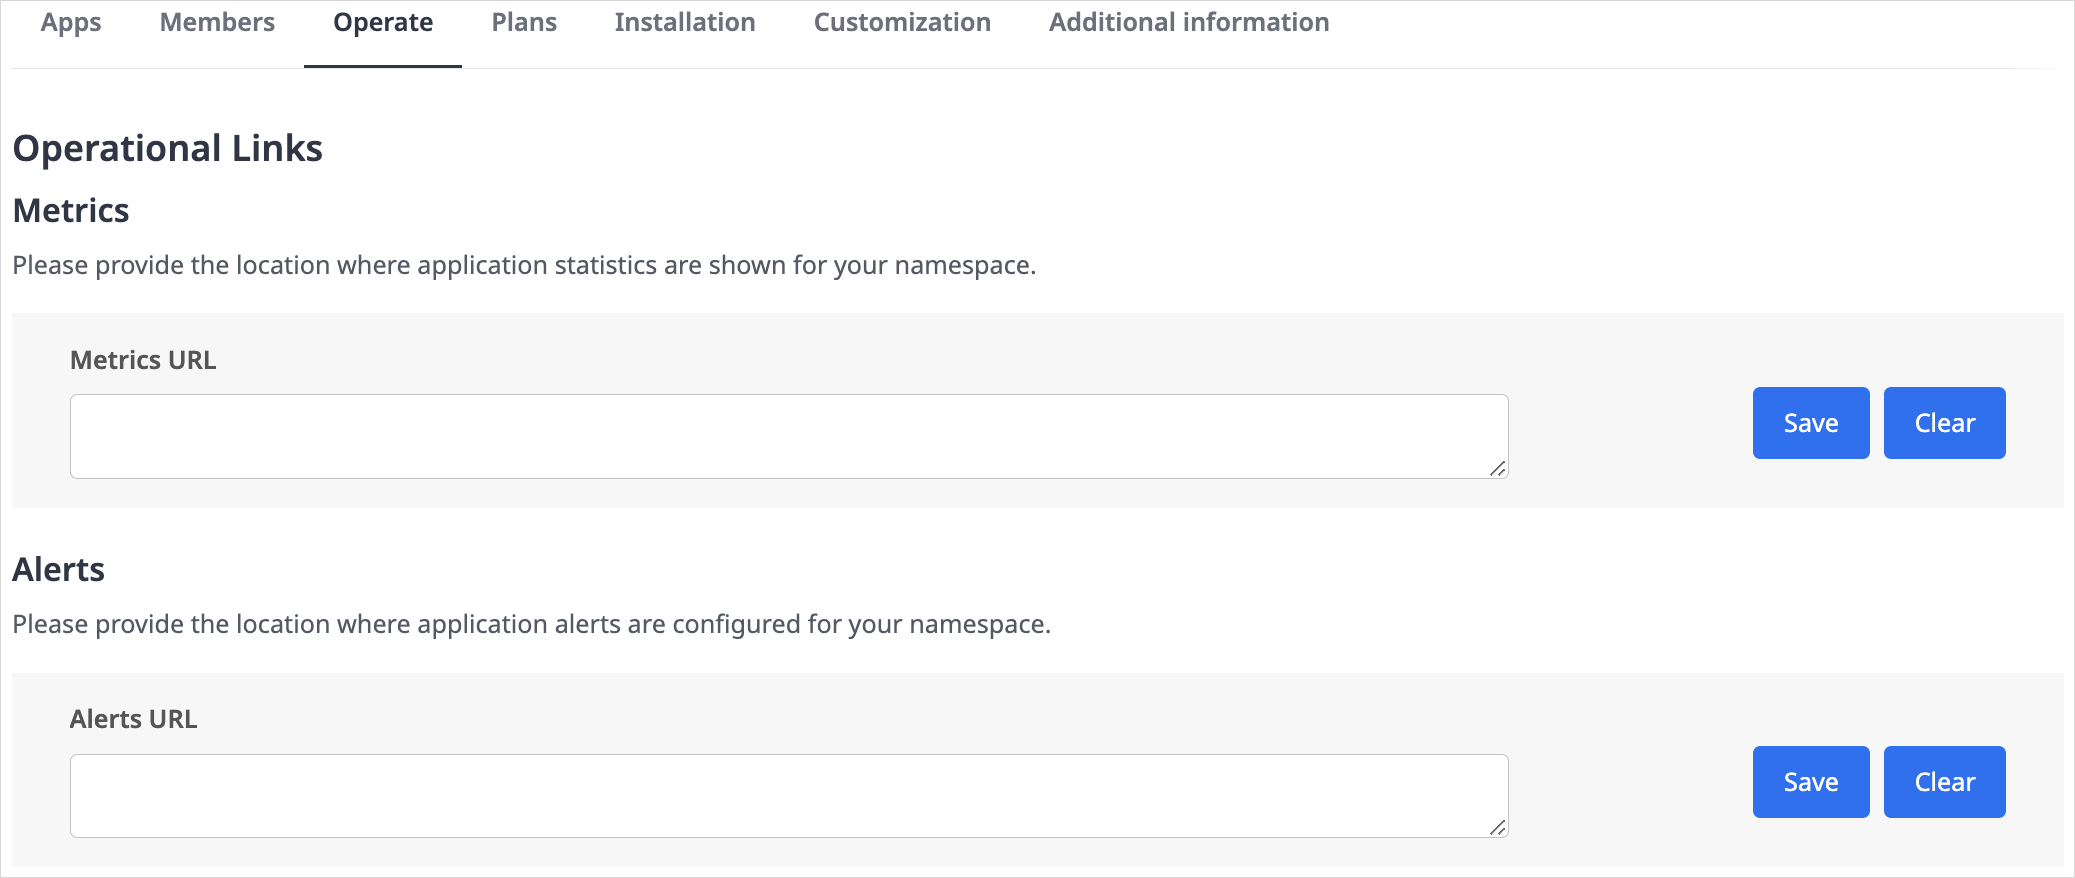 Apps Members Operate Plans Installation Customization Additional information
Operational Links
Metrics
Please provide the location where application statistics are shown for your namespace.
Metrics URL
Save Clear
Alerts
Please provide the location where application alerts are configured for your namespace.
Alerts URL
Save Clear